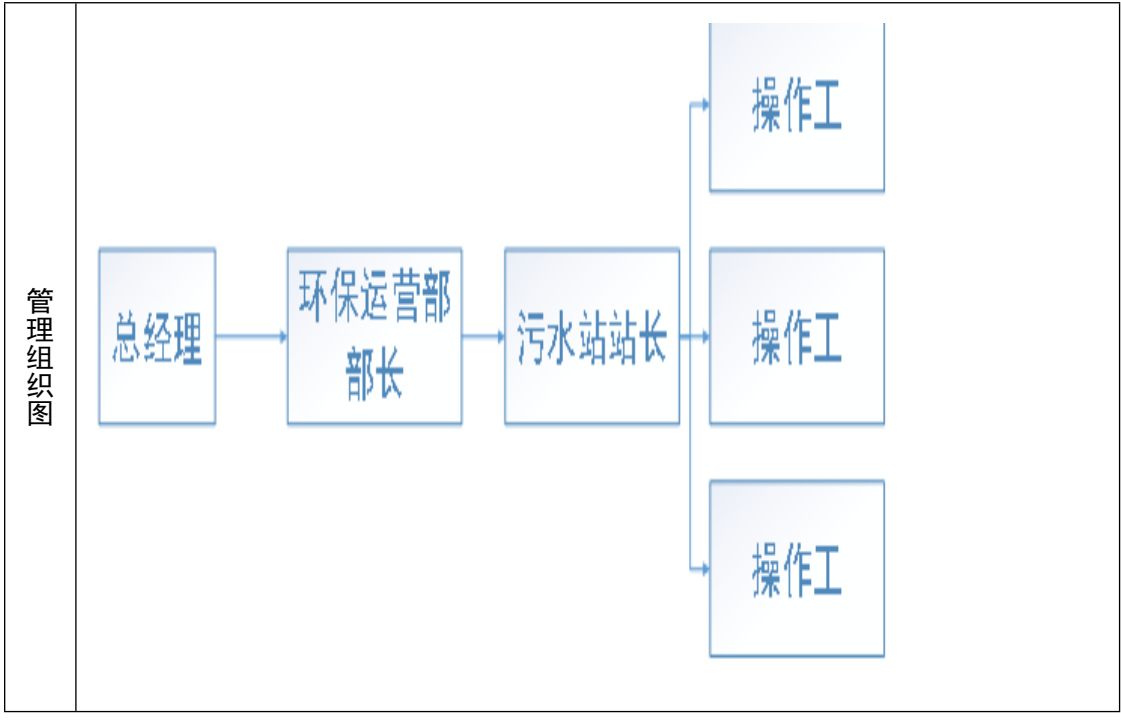 管理组织图
总经理
环保运营部
部长
污水站站长
操作工
操作工
操作工